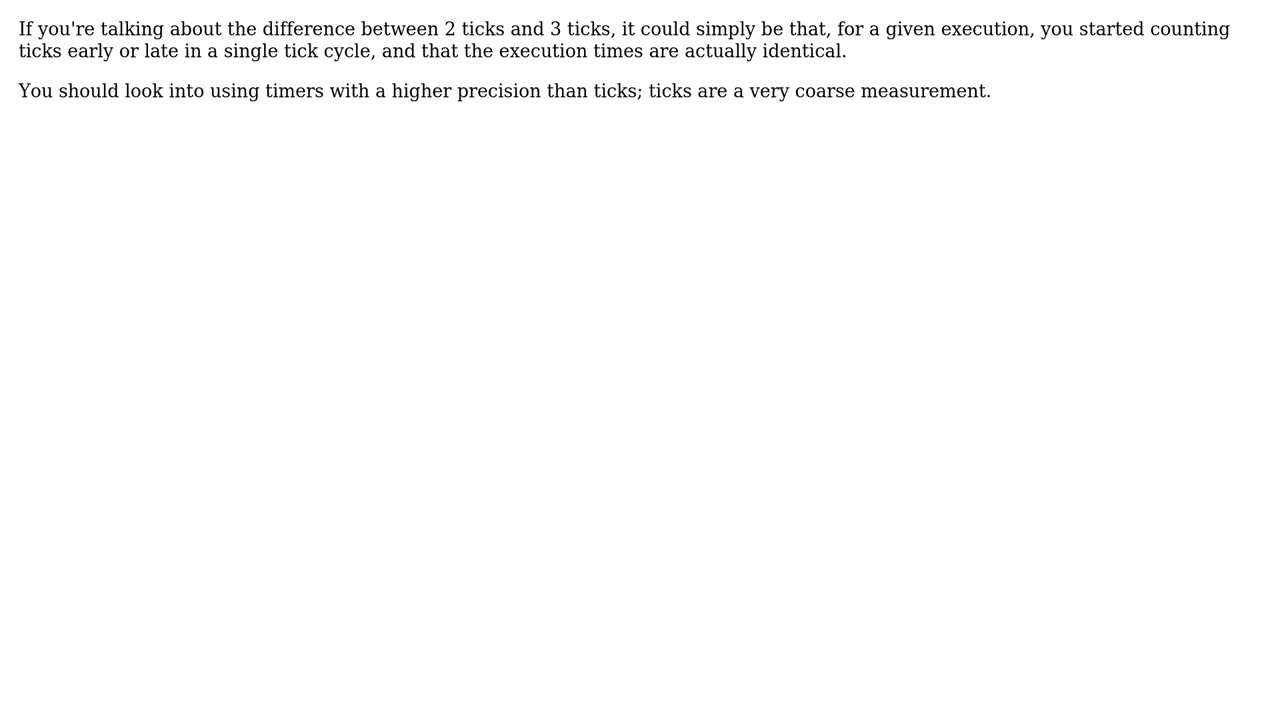 If you're talking about the difference between 2 ticks and 3 ticks, it could simply be that, for a given execution, you started counting
ticks early or late in a single tick cycle, and that the execution times are actually identical.
You should look into using timers with a higher precision than ticks; ticks are a very coarse measurement.